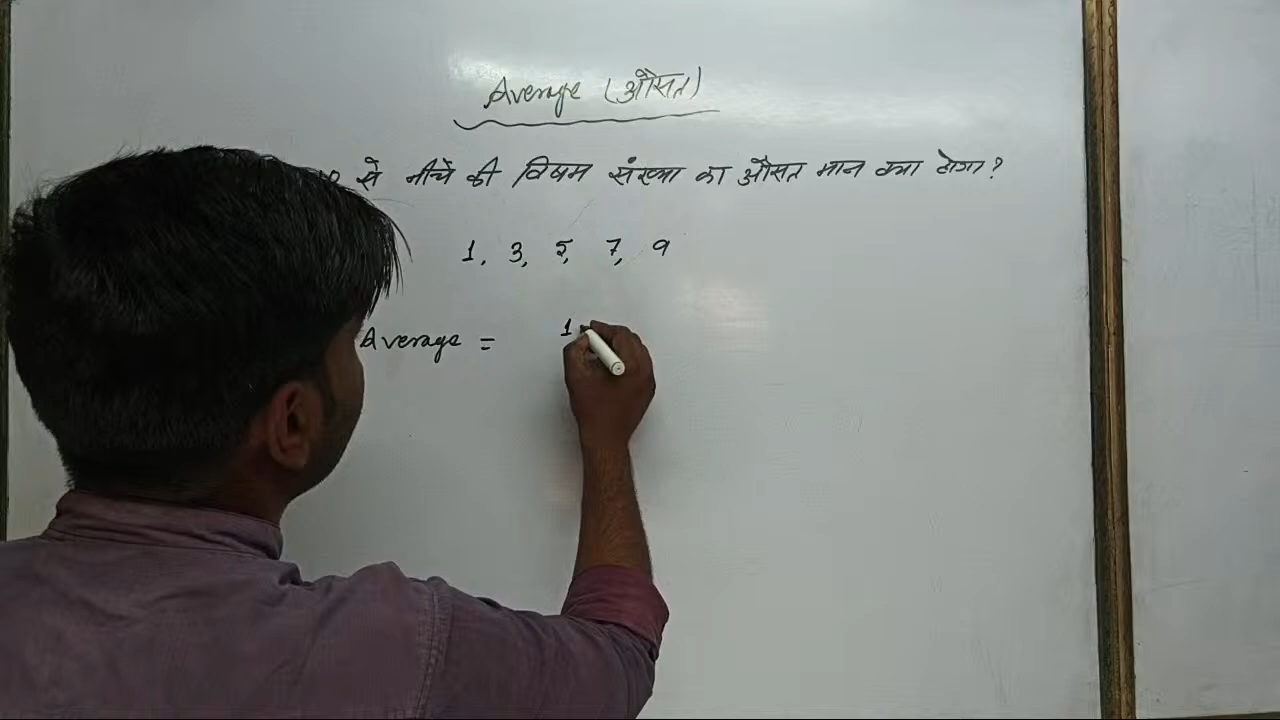 Average (औसत)
से नीचे की विषम संख्या का औसत मान क्या होगा?
1, 3, 5, 7, 9
Average =
1